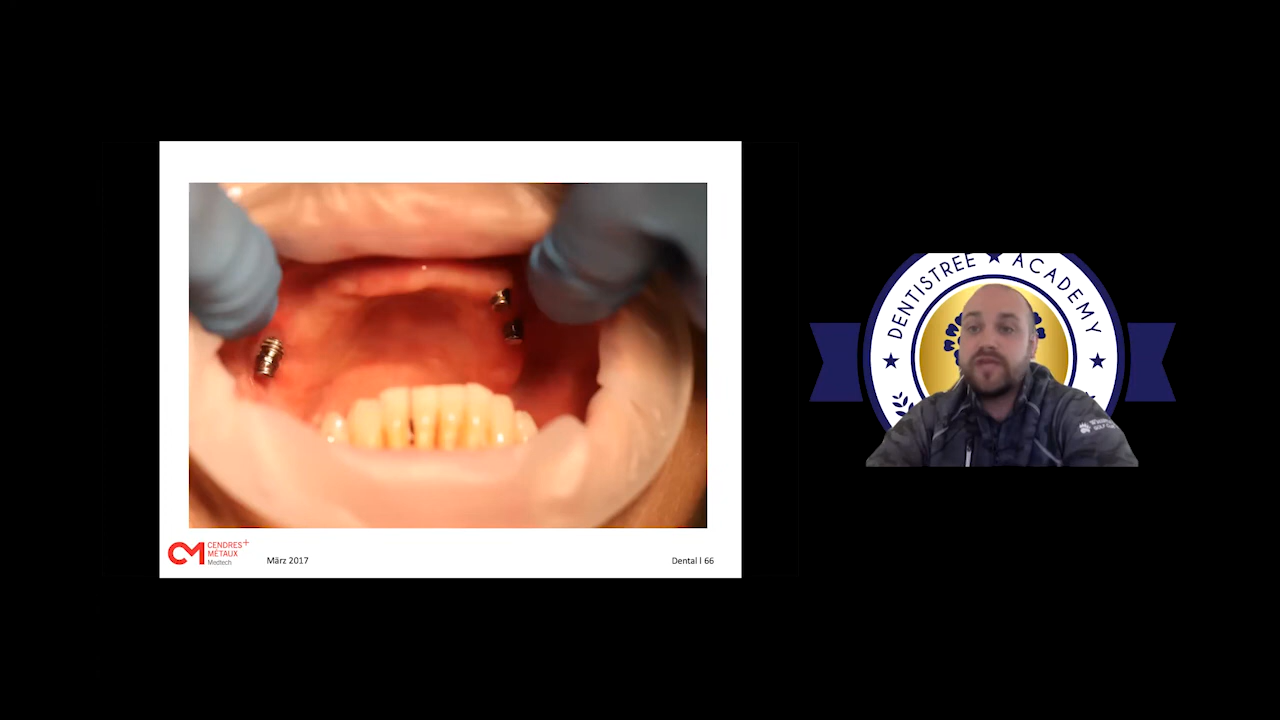 CENDRES+
MÉTAUX
Medtech
März 2017
Dental I 66
DENTISTREE ★ ACADEMY